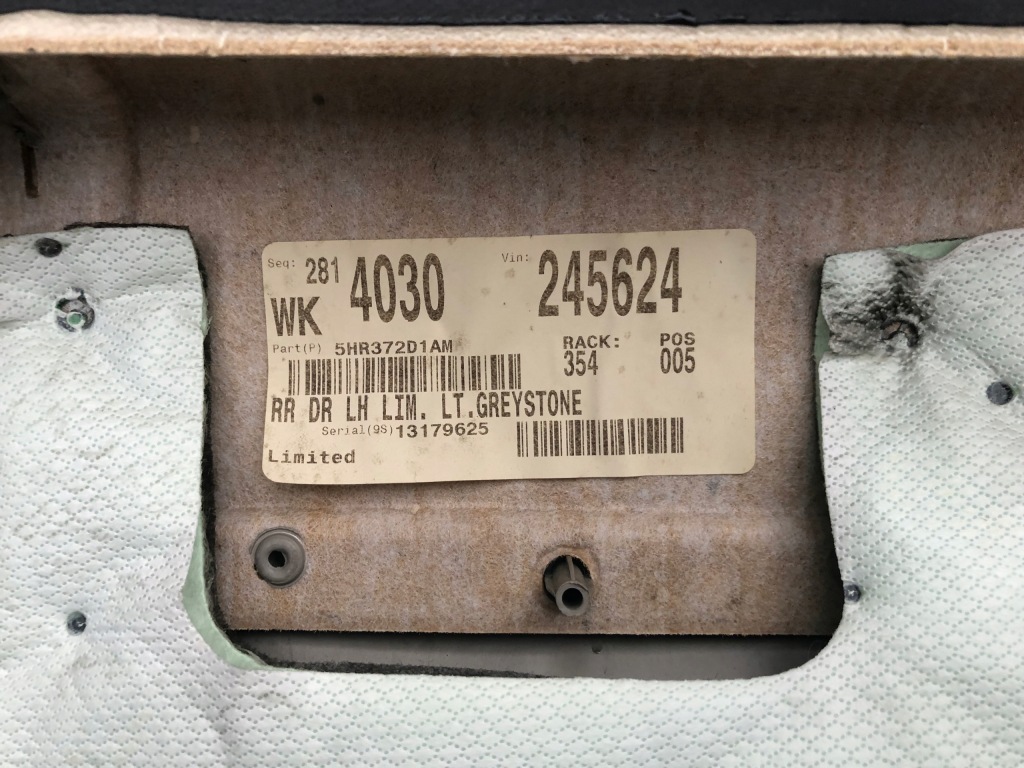 Seq: 281 4030 Vin: 245624
WK
Part(P) 5HR372D1AM RACK: 354 POS 005
RR DR LH LIM. LT.GREYSTONE
Serial(9S) 13179625
Limited